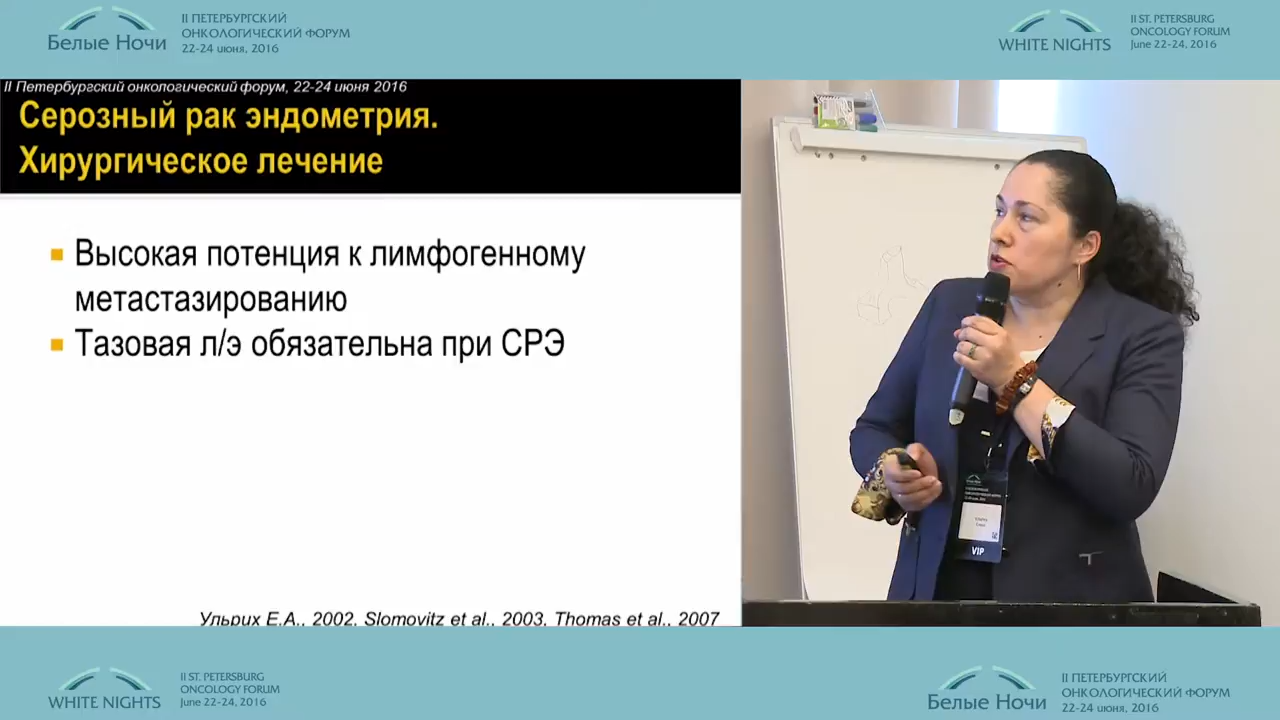 Белые Ночи
II ПЕТЕРБУРГСКИЙ
ОНКОЛОГИЧЕСКИЙ ФОРУМ
22-24 июня, 2016
WHITE NIGHTS
II ST. PETERSBURG
ONCOLOGY FORUM
June 22-24, 2016
II Петербургский онкологический форум, 22-24 июня 2016
Серозный рак эндометрия.
Хирургическое лечение
Высокая потенция к лимфогенному
метастазированию
Тазовая л/э обязательна при СРЭ
Ульрих Е.А., 2002, Slomovitz et al., 2003, Thomas et al., 2007
VIP
WHITE NIGHTS
II ST. PETERSBURG
ONCOLOGY FORUM
June 22-24, 2016
Белые Ночи
II ПЕТЕРБУРГСКИЙ
ОНКОЛОГИЧЕСКИЙ ФОРУМ
22-24 июня, 2016